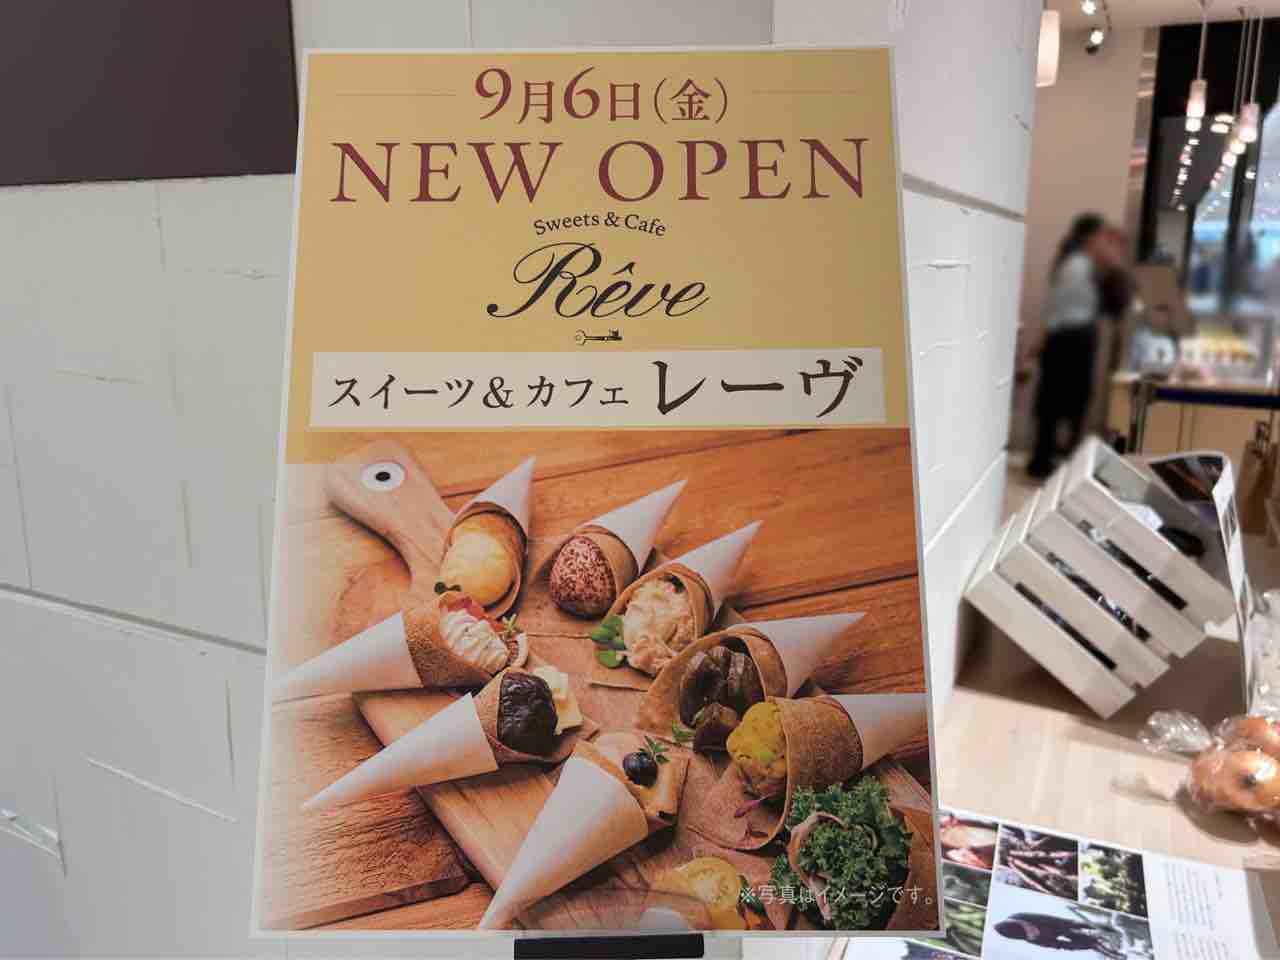 9月6日(金)
NEW OPEN
Sweets & Cafe
Rêve
スイーツ&カフェ レーヴ
※写真はイメージです。